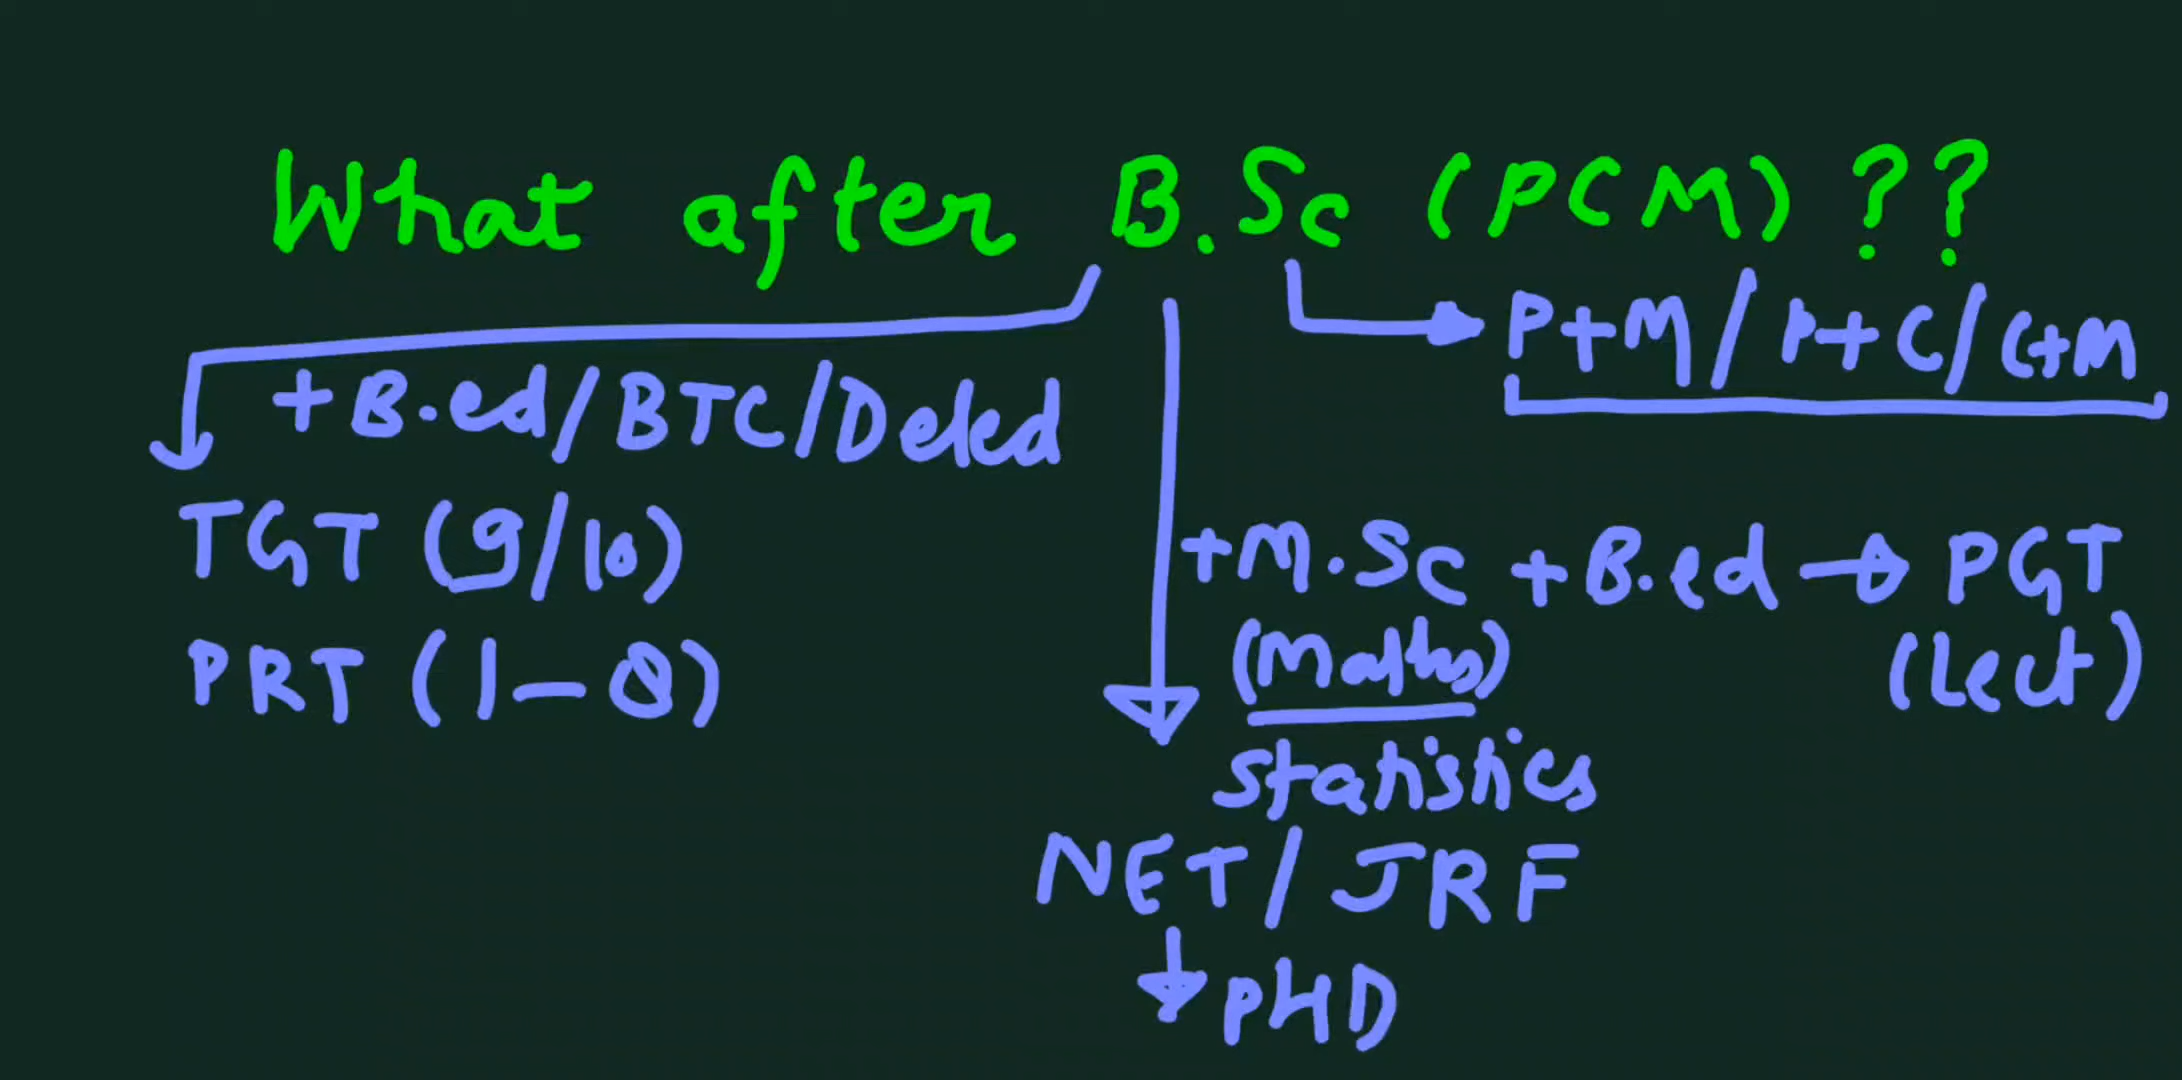 What after B.Sc (PCM) ??
P+M/P+C/C+M
+B.ed/BTC/Deled
TGT (9/10)
PRT (1-8)
+M.Sc +B.ed → PGT
(Maths) (Lect)
Statistics
NET/JRF
PHD